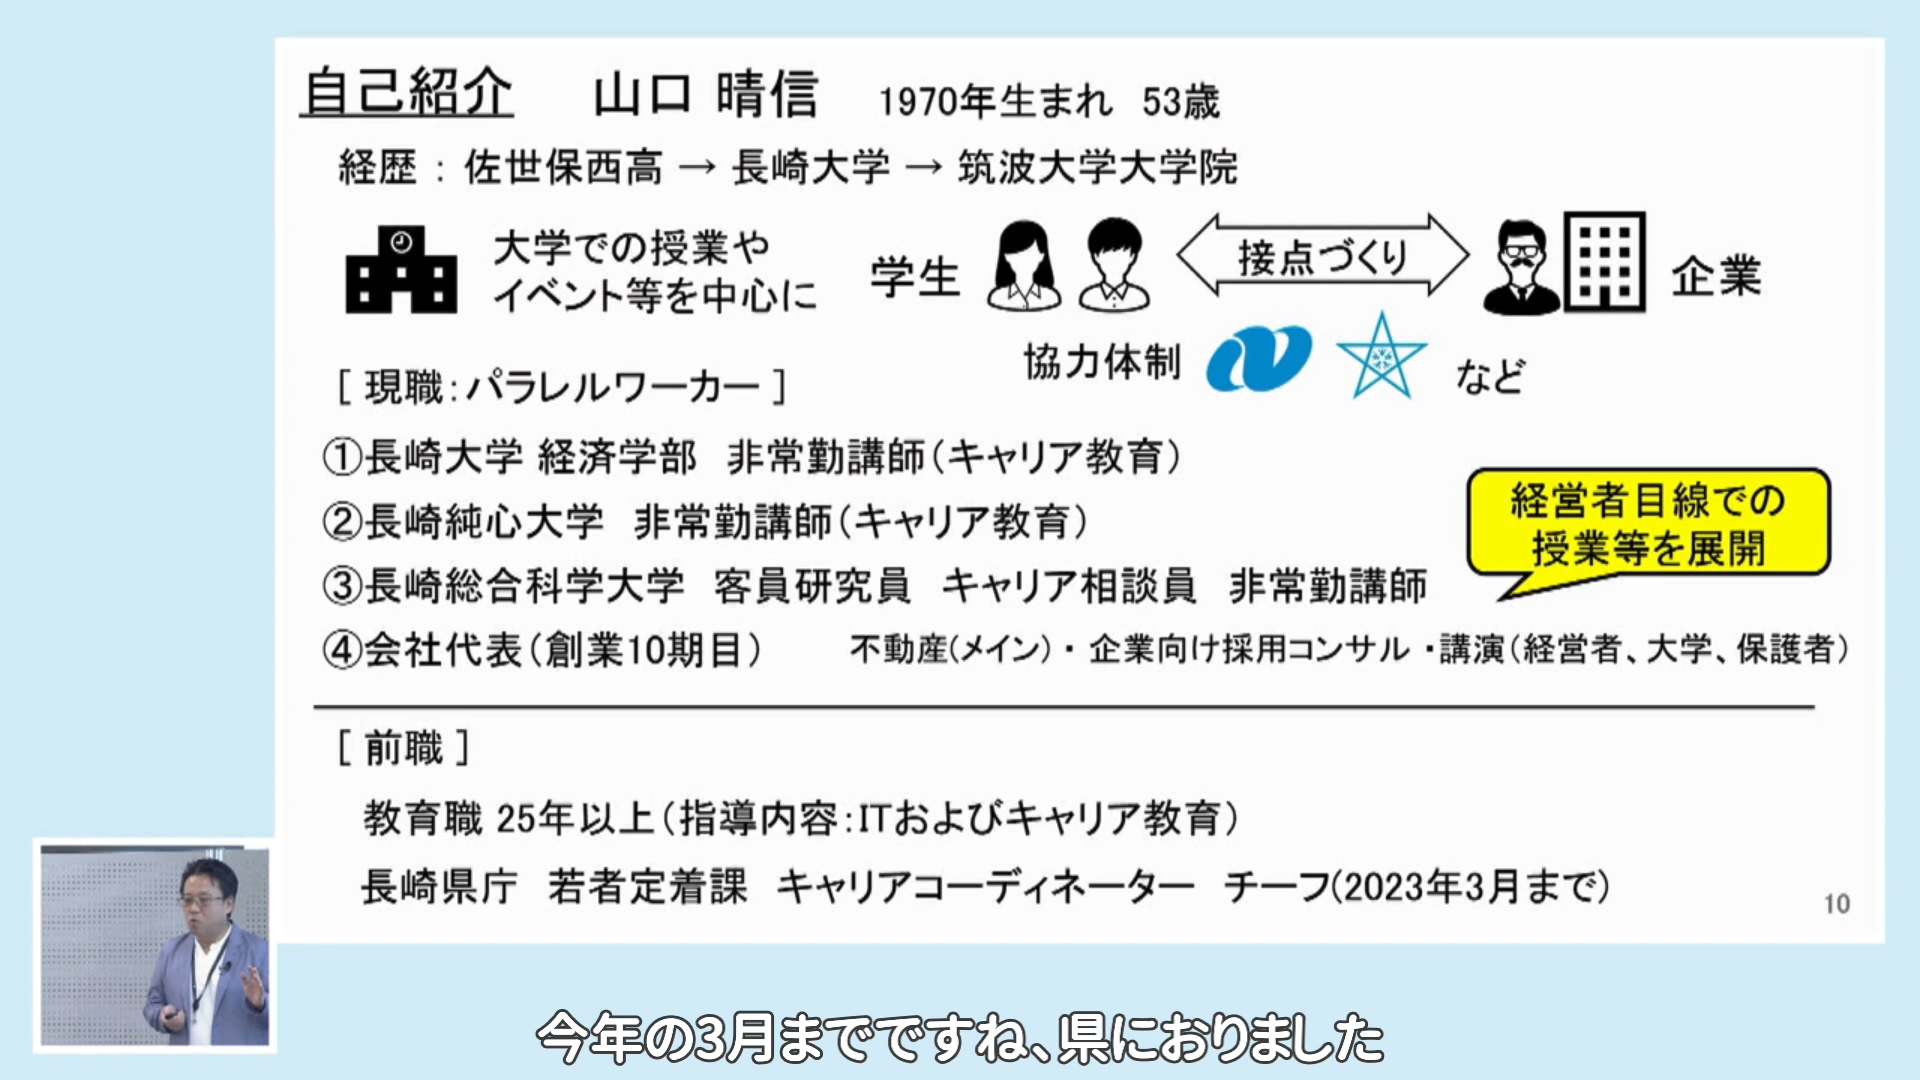 自己紹介　山口 晴信　1970年生まれ　53歳
経歴 : 佐世保西高 → 長崎大学 → 筑波大学大学院
大学での授業や
イベント等を中心に
学生
接点づくり
企業
協力体制
など
[ 現職:パラレルワーカー ]
①長崎大学 経済学部　非常勤講師(キャリア教育)
②長崎純心大学　非常勤講師(キャリア教育)
経営者目線での
授業等を展開
③長崎総合科学大学　客員研究員　キャリア相談員　非常勤講師
④会社代表(創業10期目)　不動産(メイン)・ 企業向け採用コンサル ・講演(経営者、大学、保護者)
[ 前職 ]
教育職 25年以上(指導内容:ITおよびキャリア教育)
長崎県庁　若者定着課　キャリアコーディネーター　チーフ(2023年3月まで)
10
今年の3月まででですね、県におりました